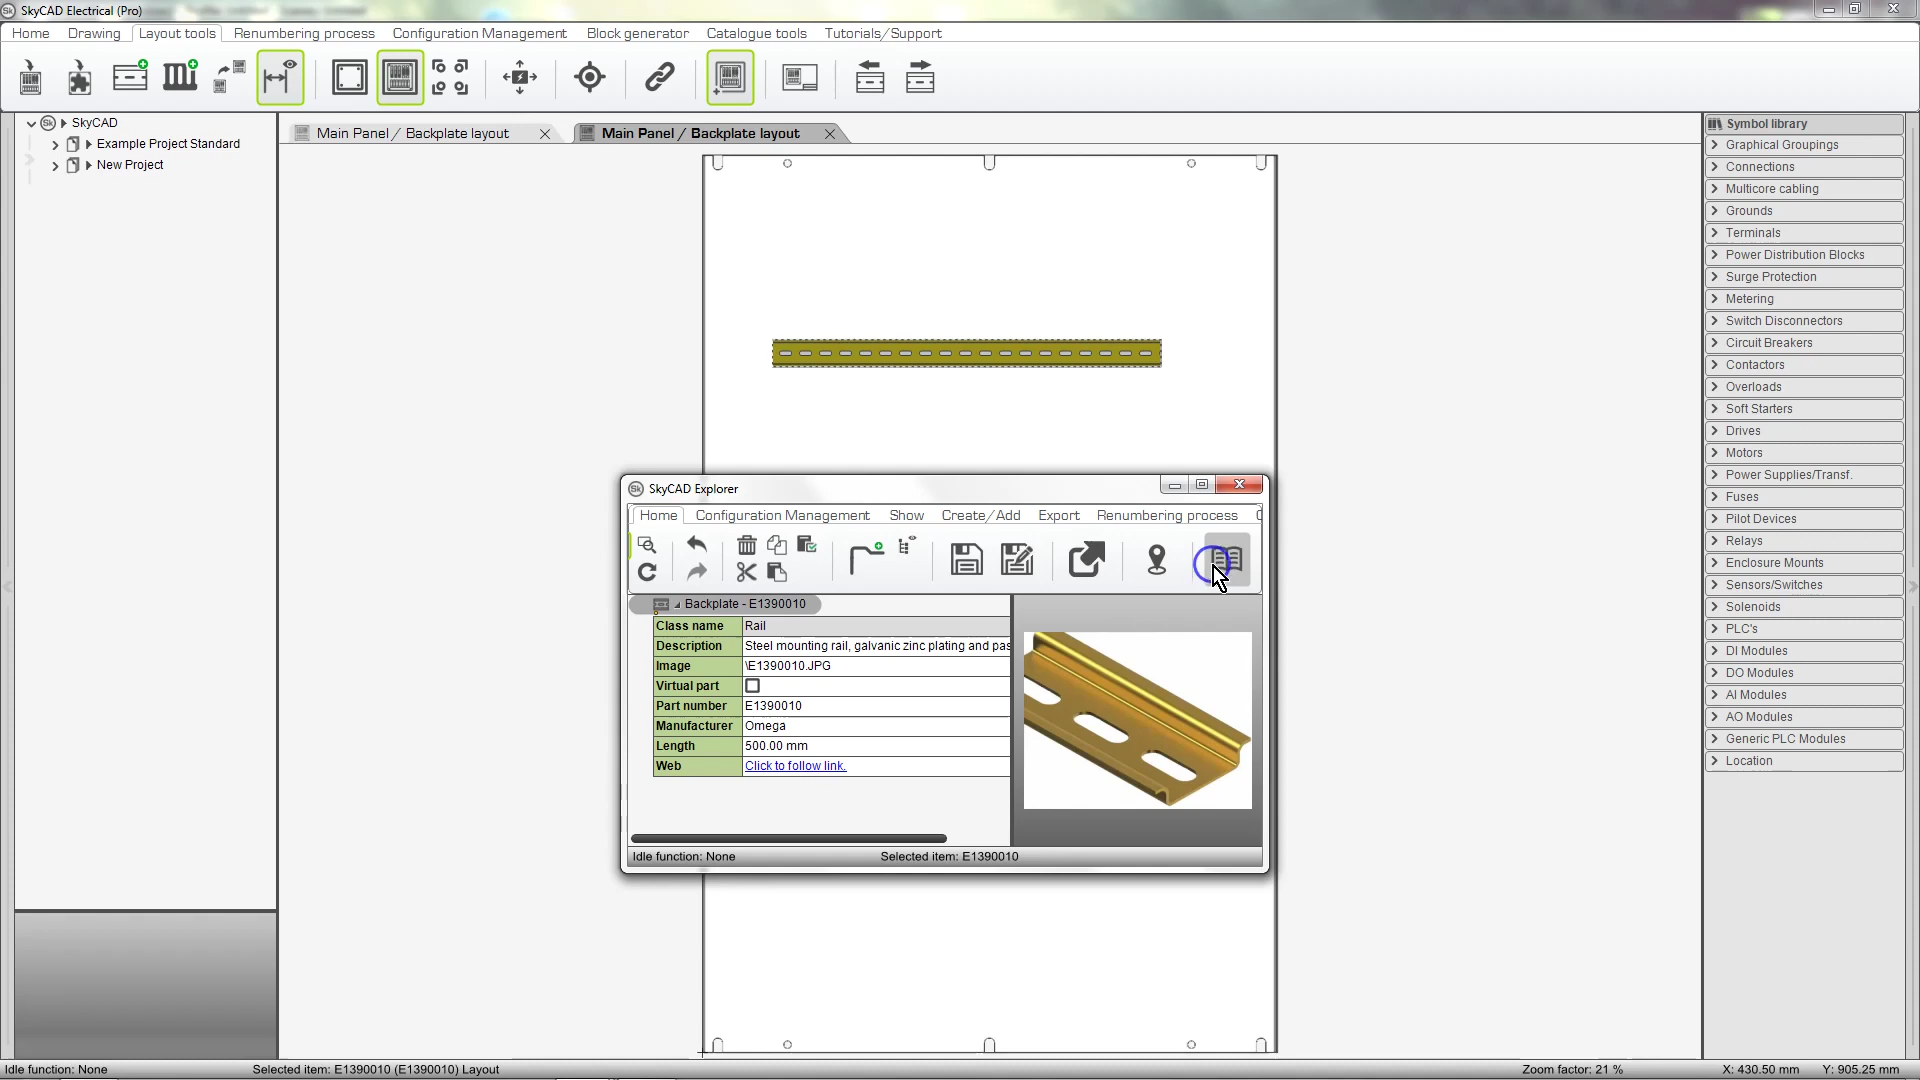 SkyCAD Electrical (Pro)
Home Drawing Layout tools Renumbering process Configuration Management Block generator Catalogue tools Tutorials/Support
SkyCAD
Example Project Standard
New Project
Main Panel / Backplate layout
Main Panel / Backplate layout
SkyCAD Explorer
Home Configuration Management Show Create/Add Export Renumbering process
Backplate - E1390010
Class name Rail
Description Steel mounting rail, galvanic zinc plating and pas
Image \E1390010.JPG
Virtual part
Part number E1390010
Manufacturer Omega
Length 500.00 mm
Web Click to follow link.
Idle function: None Selected item: E1390010
Symbol library
Graphical Groupings
Connections
Multicore cabling
Grounds
Terminals
Power Distribution Blocks
Surge Protection
Metering
Switch Disconnectors
Circuit Breakers
Contactors
Overloads
Soft Starters
Drives
Motors
Power Supplies/Transf.
Fuses
Pilot Devices
Relays
Enclosure Mounts
Sensors/Switches
Solenoids
PLC's
DI Modules
DO Modules
AI Modules
AO Modules
Generic PLC Modules
Location
Idle function: None Selected item: E1390010 (E1390010) Layout Zoom factor: 21 % X: 430.50 mm Y: 905.25 mm